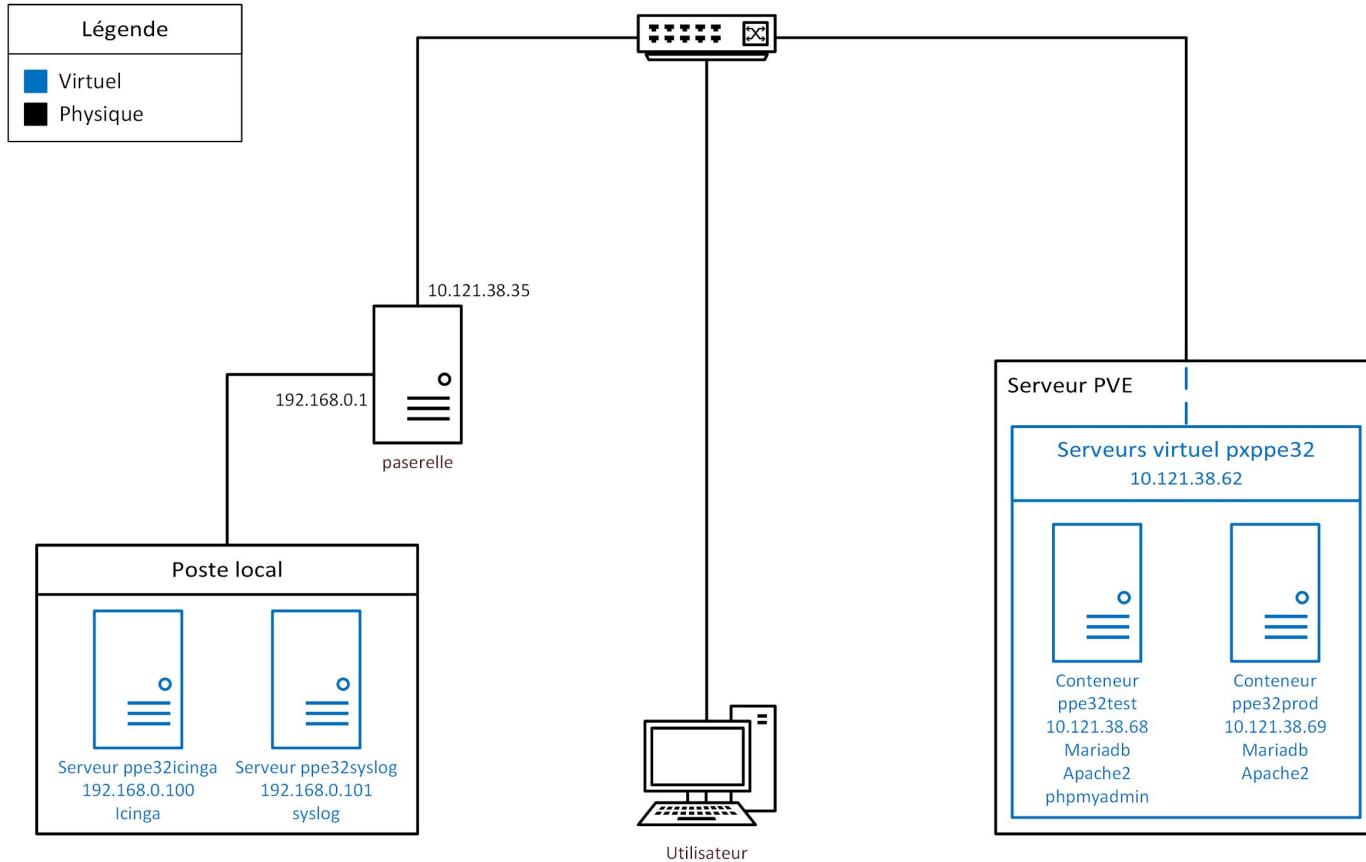 Légende
Virtuel
Physique
10.121.38.35
192.168.0.1
paserelle
Poste local
Serveur ppe32icinga
192.168.0.100
Icinga
Serveur ppe32syslog
192.168.0.101
syslog
Utilisateur
Serveur PVE
Serveurs virtuel pxppe32
10.121.38.62
Conteneur
ppe32test
10.121.38.68
Mariadb
Apache2
phpmyadmin
Conteneur
ppe32prod
10.121.38.69
Mariadb
Apache2